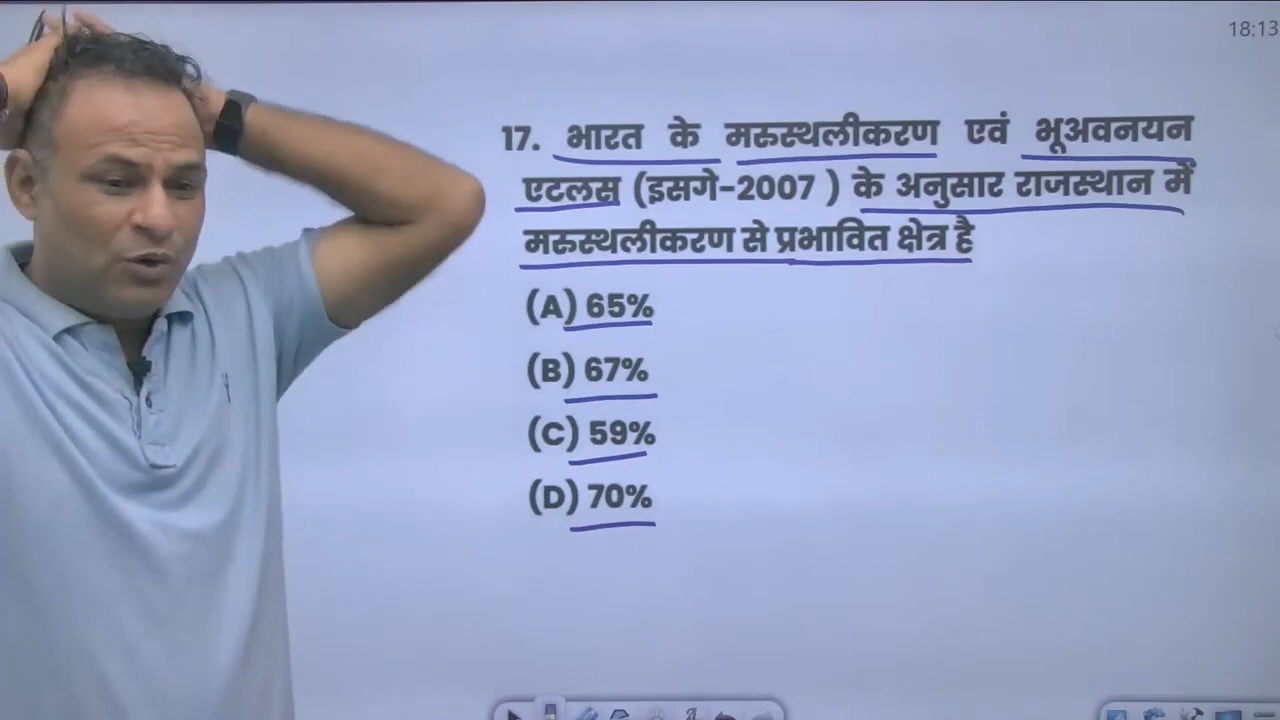 18:13
17. भारत के मरुस्थलीकरण एवं भूअवनयन
एटलस (इसगे-2007 ) के अनुसार राजस्थान में
मरुस्थलीकरण से प्रभावित क्षेत्र है
(A) 65%
(B) 67%
(C) 59%
(D) 70%